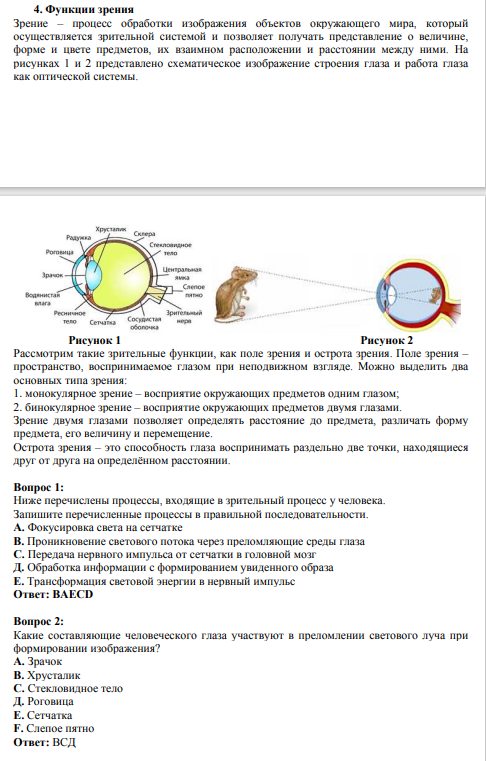 4. Функции зрения
Зрение – процесс обработки изображения объектов окружающего мира, который
осуществляется зрительной системой и позволяет получать представление о величине,
форме и цвете предметов, их взаимном расположении и расстоянии между ними. На
рисунках 1 и 2 представлено схематическое изображение строения глаза и работа глаза
как оптической системы.
Хрусталик
Радужка
Склера
Роговица
Стекловидное
тело
Зрачок
Центральная
ямка
Слепое
пятно
Водянистая
влага
Ресничное
тело
Сетчатка
Сосудистая
оболочка
Зрительный
нерв
Рисунок 1
Рисунок 2
Рассмотрим такие зрительные функции, как поле зрения и острота зрения. Поле зрения –
пространство, воспринимаемое глазом при неподвижном взгляде. Можно выделить два
основных типа зрения:
1. монокулярное зрение – восприятие окружающих предметов одним глазом;
2. бинокулярное зрение – восприятие окружающих предметов двумя глазами.
Зрение двумя глазами позволяет определять расстояние до предмета, различать форму
предмета, его величину и перемещение.
Острота зрения – это способность глаза воспринимать раздельно две точки, находящиеся
друг от друга на определённом расстоянии.
Вопрос 1:
Ниже перечислены процессы, входящие в зрительный процесс у человека.
Запишите перечисленные процессы в правильной последовательности.
А. Фокусировка света на сетчатке
В. Проникновение светового потока через преломляющие среды глаза
С. Передача нервного импульса от сетчатки в головной мозг
Д. Обработка информации с формированием увиденного образа
Е. Трансформация световой энергии в нервный импульс
Ответ: BAECD
Вопрос 2:
Какие составляющие человеческого глаза участвуют в преломлении светового луча при
формировании изображения?
А. Зрачок
В. Хрусталик
С. Стекловидное тело
Д. Роговица
Е. Сетчатка
F. Слепое пятно
Ответ: ВСД